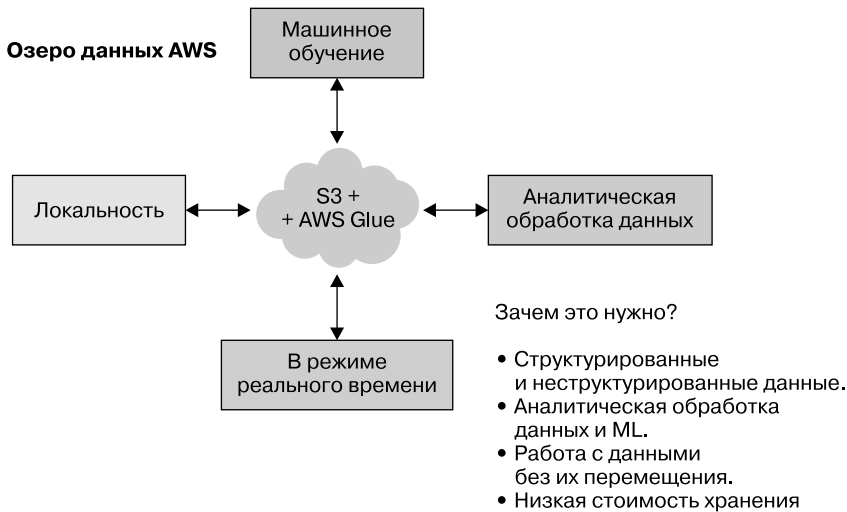 Озеро данных AWS
Машинное
обучение
Локальность
S3 +
+ AWS Glue
Аналитическая
обработка данных
В режиме
реального времени
Зачем это нужно?
• Структурированные
и неструктурированные данные.
• Аналитическая обработка
данных и ML.
• Работа с данными
без их перемещения.
• Низкая стоимость хранения